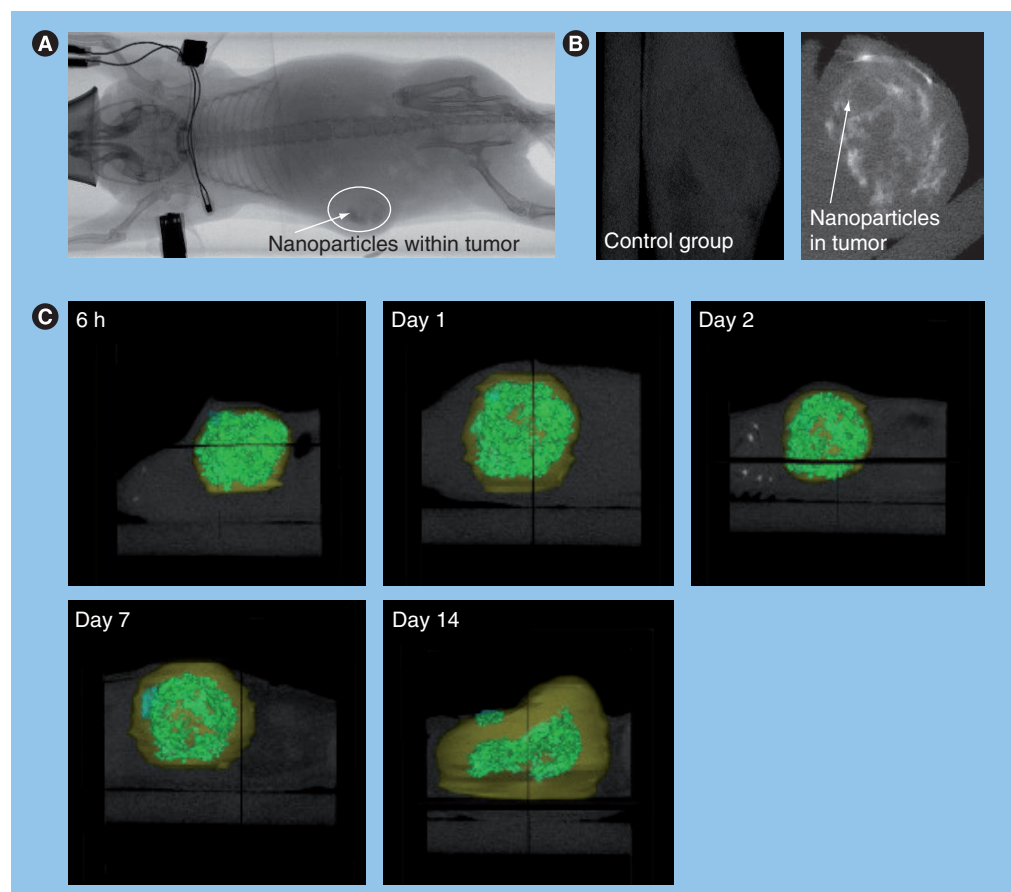 A
Nanoparticles within tumor
B
Control group
Nanoparticles
in tumor
C
6 h
Day 1
Day 2
Day 7
Day 14